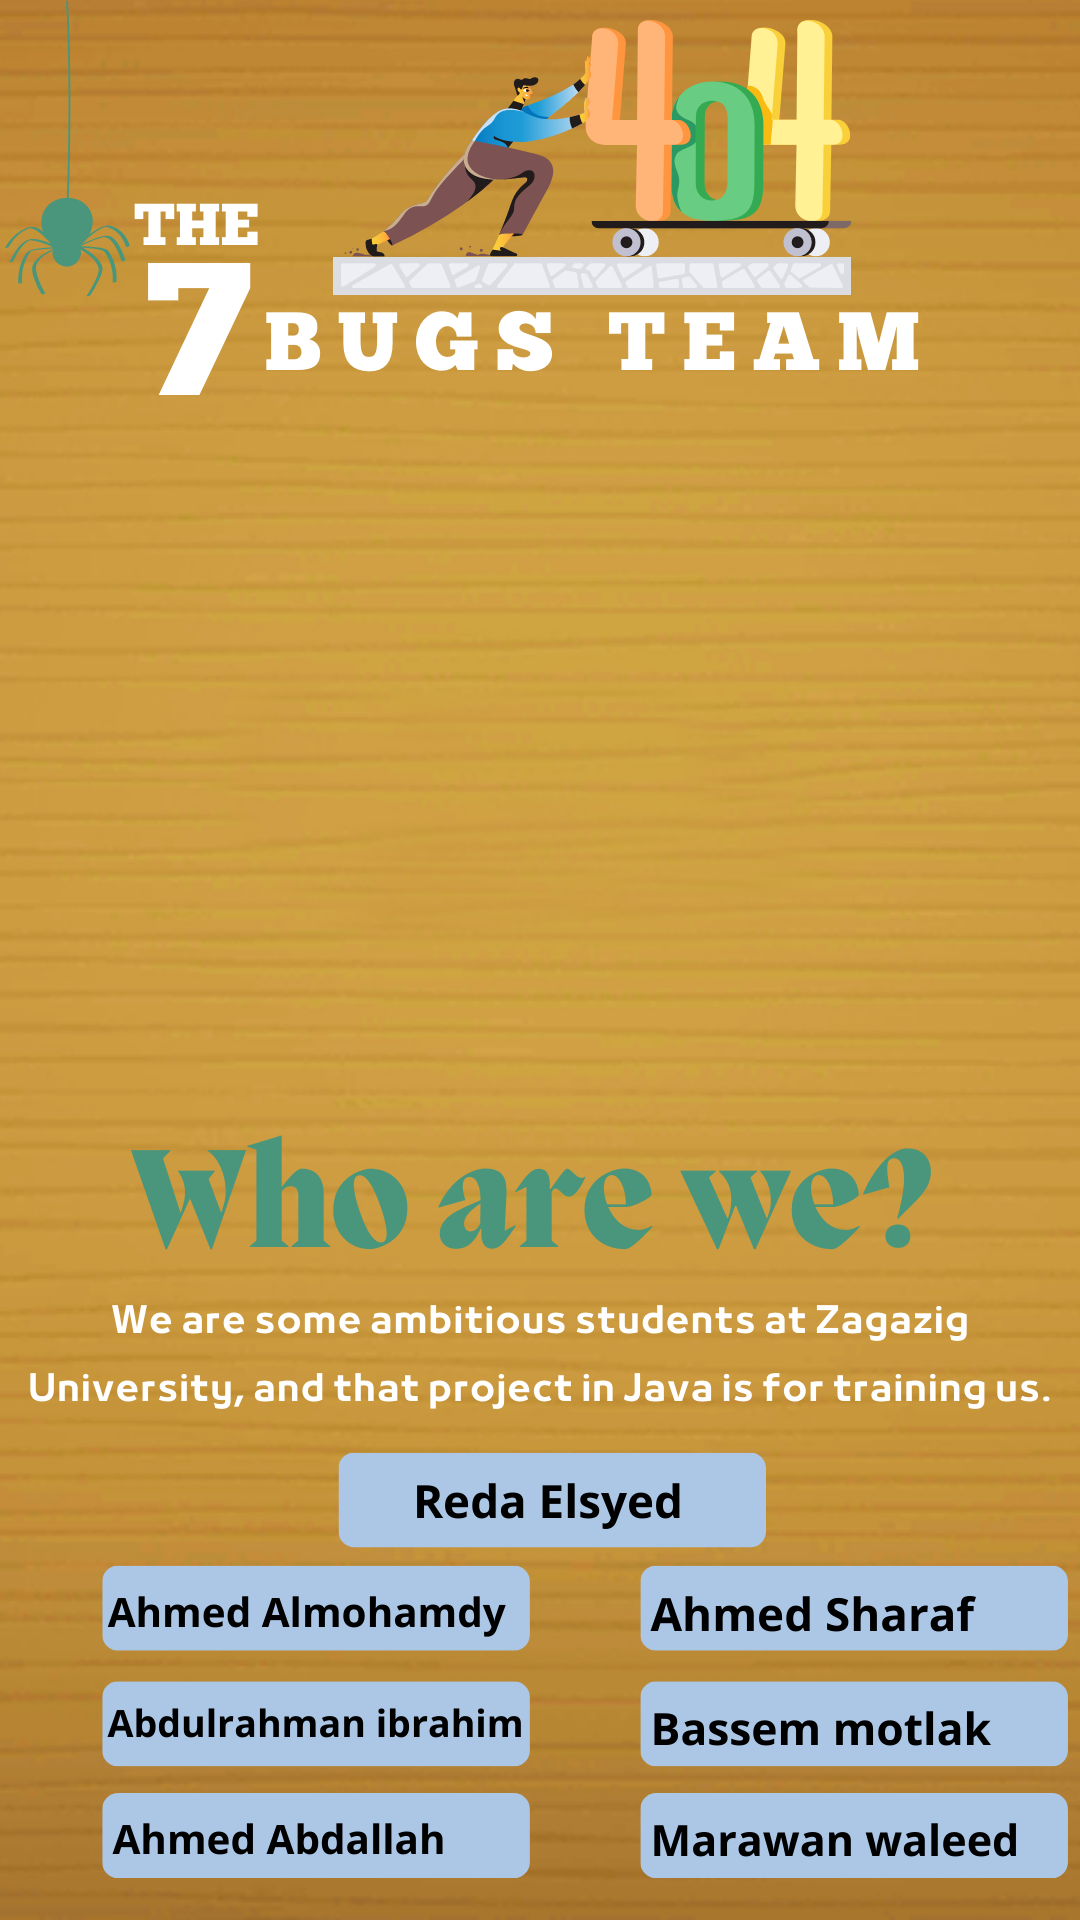 404
THE
7 BUGS TEAM
Who are we?
We are some ambitious students at Zagazig
University, and that project in Java is for training us.
Reda Elsyed
Ahmed Almohamdy
Ahmed Sharaf
Abdulrahman ibrahim
Bassem motlak
Ahmed Abdallah
Marawan waleed